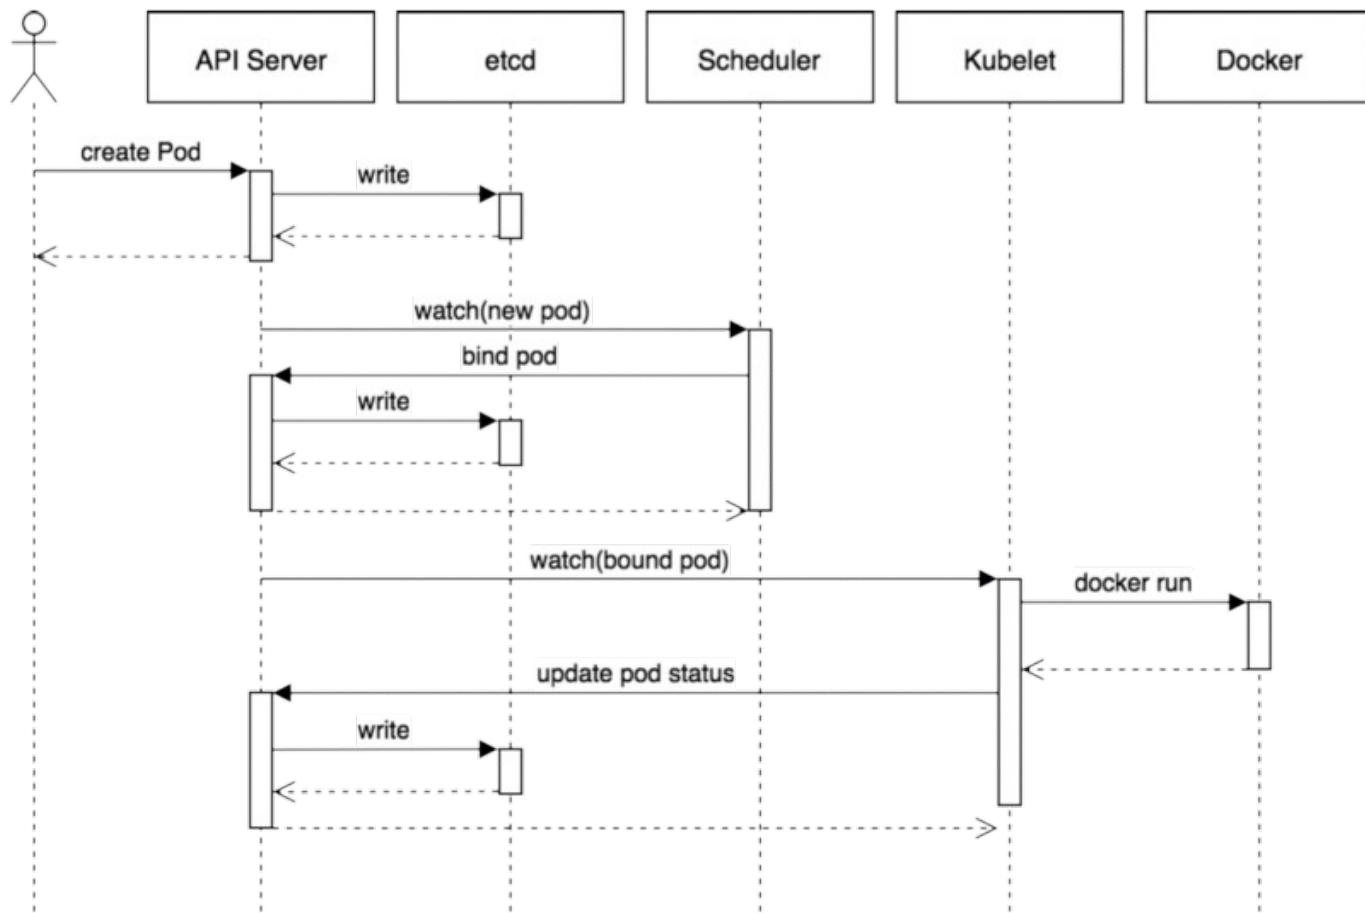 API Server
etcd
Scheduler
Kubelet
Docker
create Pod
write
watch(new pod)
bind pod
write
watch(bound pod)
docker run
update pod status
write